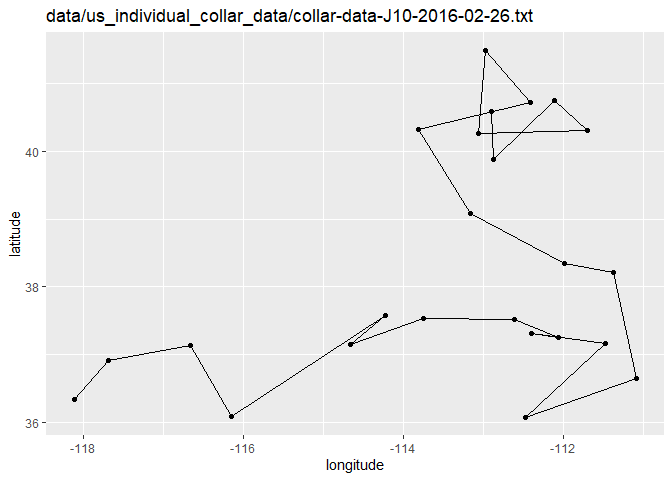 data/us_individual_collar_data/collar-data-J10-2016-02-26.txt
40
38
36
latitude
-118 -116 -114 -112
longitude